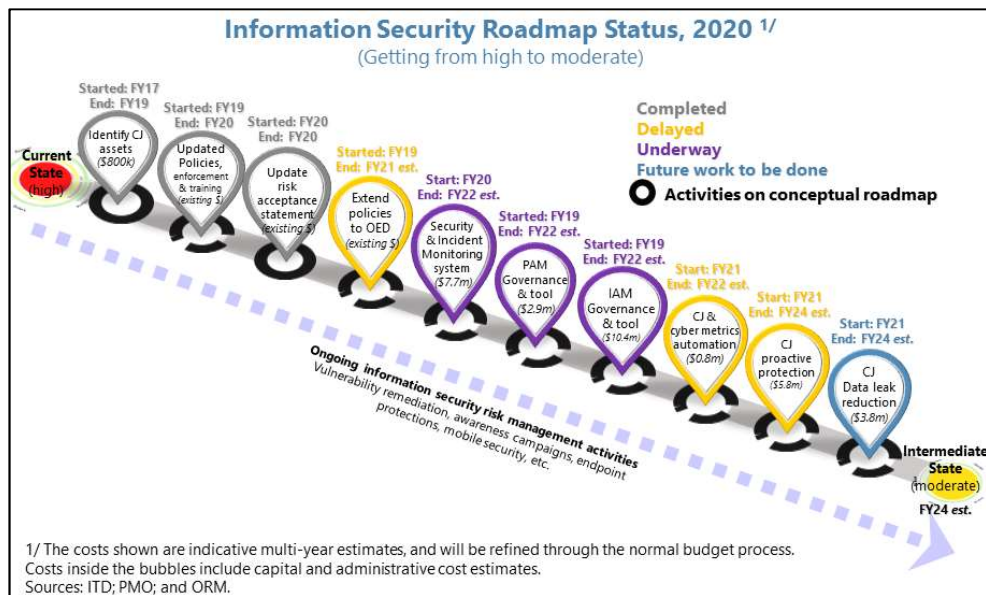 Information Security Roadmap Status, 2020 1/
(Getting from high to moderate)
Completed
Delayed
Underway
Future work to be done
Activities on conceptual roadmap
Current
State
(high)
Started: FY17
End: FY19
Identify CJ
assets
($800k)
Started: FY19
End: FY20
Updated
Policies,
enforcement
& training
(existing $)
Started: FY20
End: FY20
Update
risk
acceptance
statement
(existing $)
Started: FY19
End: FY21 est.
Extend
policies
to OED
(existing $)
Start: FY20
End: FY22 est.
Security
& Incident
Monitoring
system
($7.7m)
Started: FY19
End: FY22 est.
PAM
Governance
& tool
($2.9m)
Started: FY19
End: FY22 est.
IAM
Governance
& tool
($10.4m)
Start: FY21
End: FY22 est.
CJ &
cyber metrics
automation
($0.8m)
Start: FY21
End: FY24 est.
CJ
proactive
protection
($5.8m)
Start: FY21
End: FY24 est.
CJ
Data leak
reduction
($3.8m)
Intermediate
State
(moderate)
FY24 est.
Ongoing information security risk management activities
Vulnerability remediation, awareness campaigns, endpoint
protections, mobile security, etc.
1/ The costs shown are indicative multi-year estimates, and will be refined through the normal budget process.
Costs inside the bubbles include capital and administrative cost estimates.
Sources: ITD; PMO; and ORM.